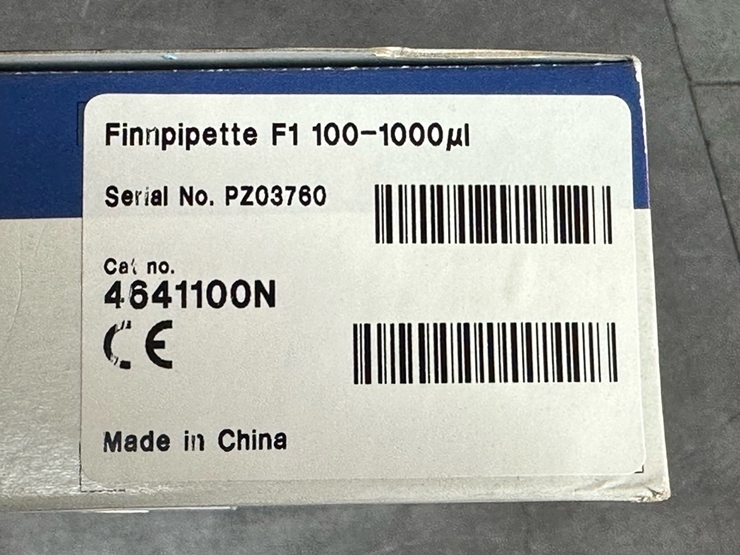 Finnpipette F1 100-1000µl
Serial No. PZ03760
Cat no.
4641100N
CE
Made in China